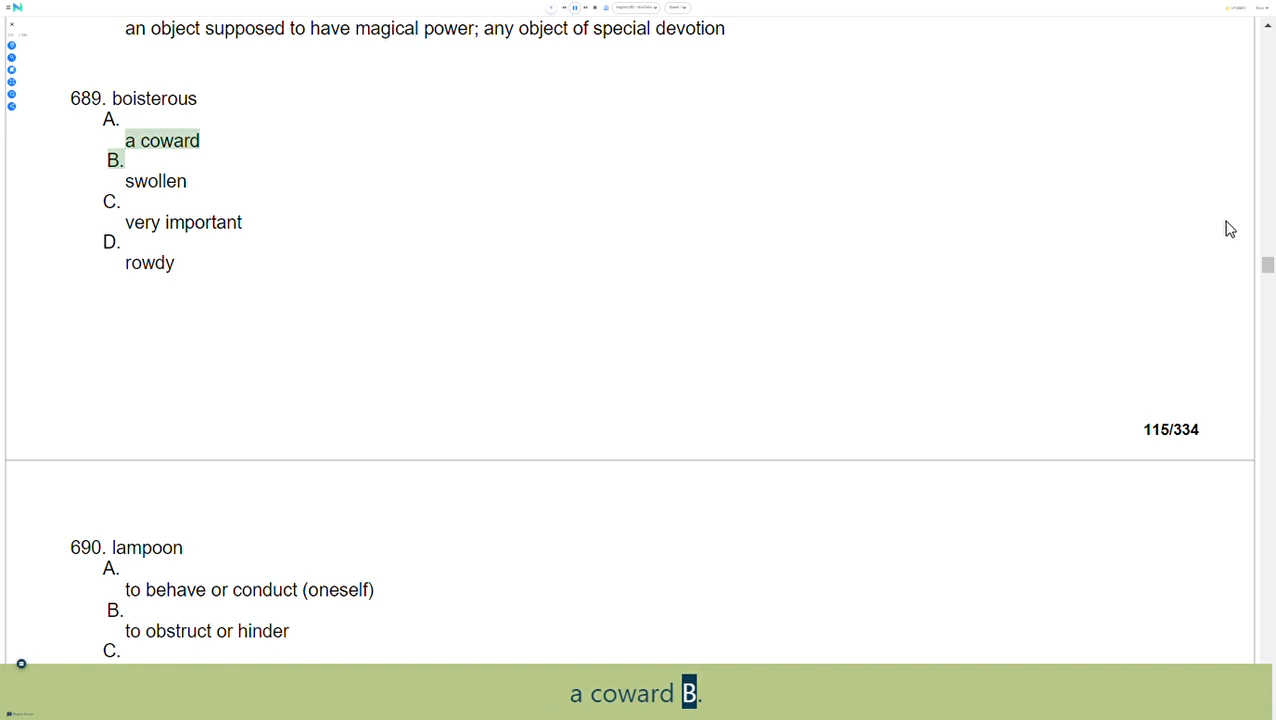 an object supposed to have magical power; any object of special devotion
689. boisterous
A.
a coward
B.
swollen
C.
very important
D.
rowdy
115/334
690. lampoon
A.
to behave or conduct (oneself)
B.
to obstruct or hinder
C.
a coward B.